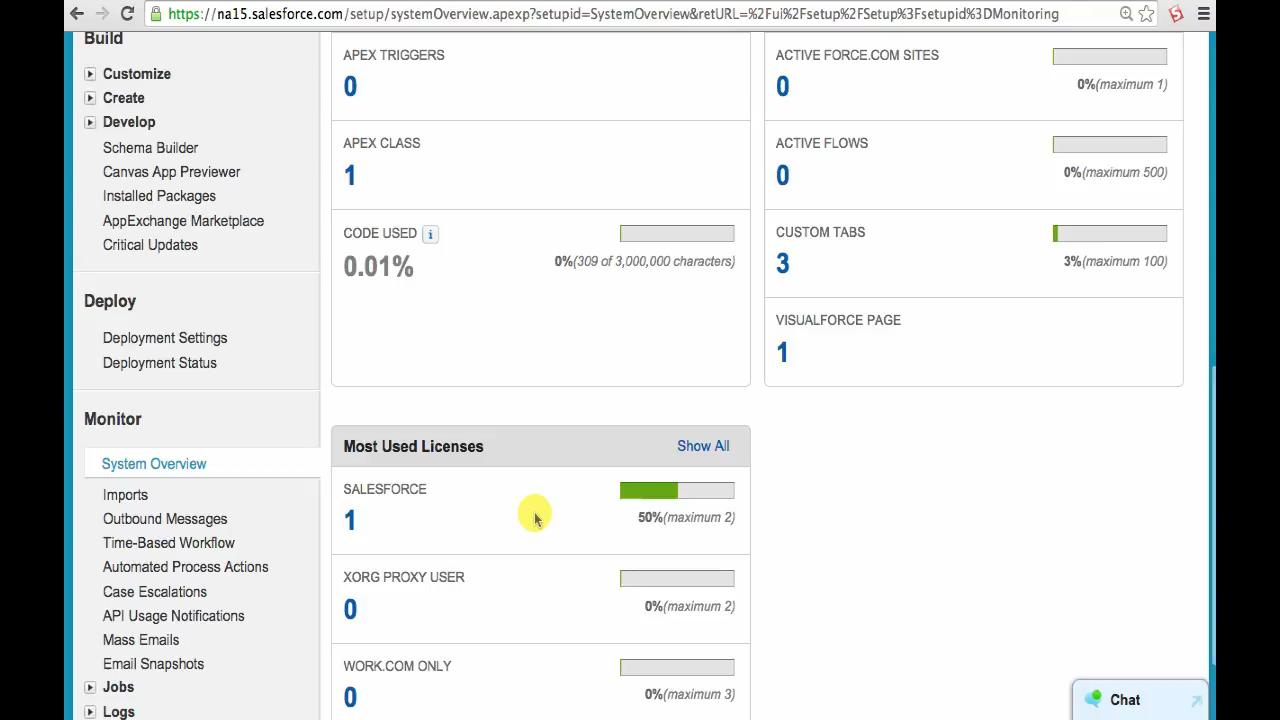 https://na15.salesforce.com/setup/systemOverview.apexp?setupid=SystemOverview&retURL=%2Fui%2Fsetup%2FSetup%3Fsetupid%3DMonitoring
Build
Customize
Create
Develop
Schema Builder
Canvas App Previewer
Installed Packages
AppExchange Marketplace
Critical Updates
Deploy
Deployment Settings
Deployment Status
Monitor
System Overview
Imports
Outbound Messages
Time-Based Workflow
Automated Process Actions
Case Escalations
API Usage Notifications
Mass Emails
Email Snapshots
Jobs
Logs
APEX TRIGGERS
0
APEX CLASS
1
CODE USED i
0.01% 0%(309 of 3,000,000 characters)
ACTIVE FORCE.COM SITES
0 0%(maximum 1)
ACTIVE FLOWS
0 0%(maximum 500)
CUSTOM TABS
3 3%(maximum 100)
VISUALFORCE PAGE
1
Most Used Licenses Show All
SALESFORCE
1 50%(maximum 2)
XORG PROXY USER
0 0%(maximum 2)
WORK.COM ONLY
0 0%(maximum 3)
Chat